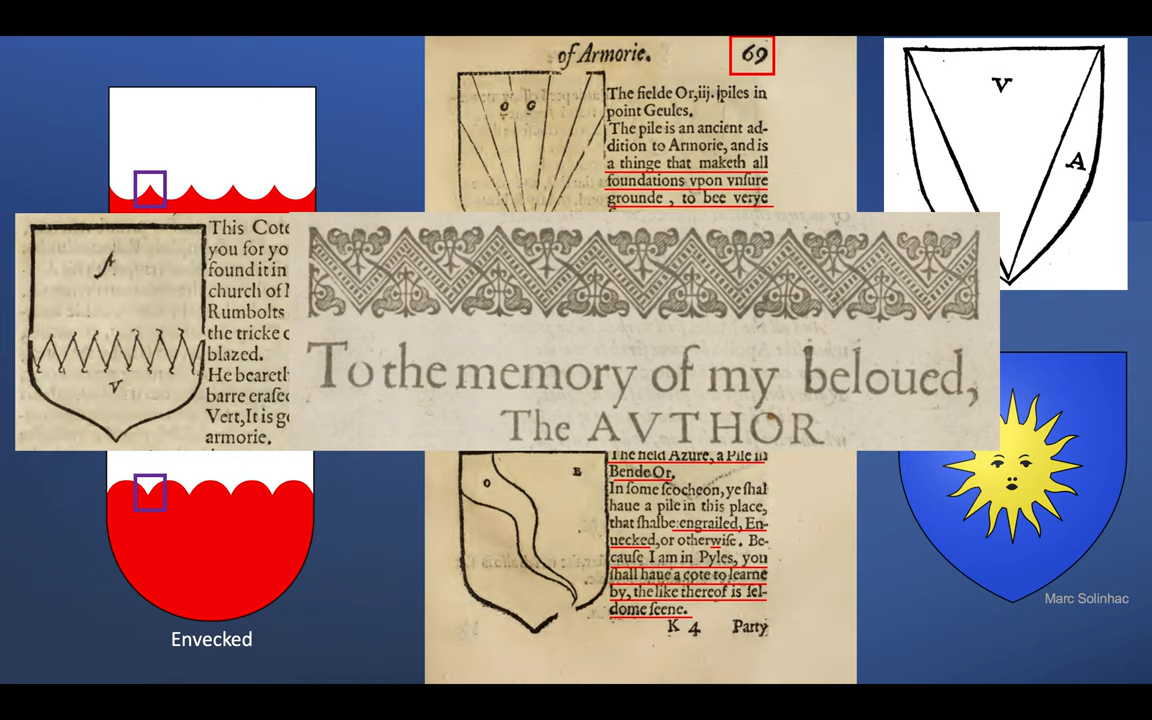 of Armorie.
69
The fielde Or,iij. piles in
point Geules.
The pile is an ancient ad-
dition to Armorie, and is
a thinge that maketh all
foundations vpon vnſure
grounde , to bee verye
o G
V
A
This Cote
you for yo
found it in
church of
Rumbolts
the tricke
blazed.
He beareth
barre eraſe
Vert,It is
armorie.
V
To the memory of my beloued,
The AVTHOR
The field Azure, a Pile in
Bende Or.
In ſome ſcocheon, ye ſhal
haue a pile in this place,
that ſhalbe engrailed, En-
uecked,or otherwiſe. Be-
cauſe I am in Pyles, you
ſhall haue a cote to learne
by, the like thereof is ſel-
dome ſeene.
K 4 Party
o
B
Envecked
Marc Solinhac